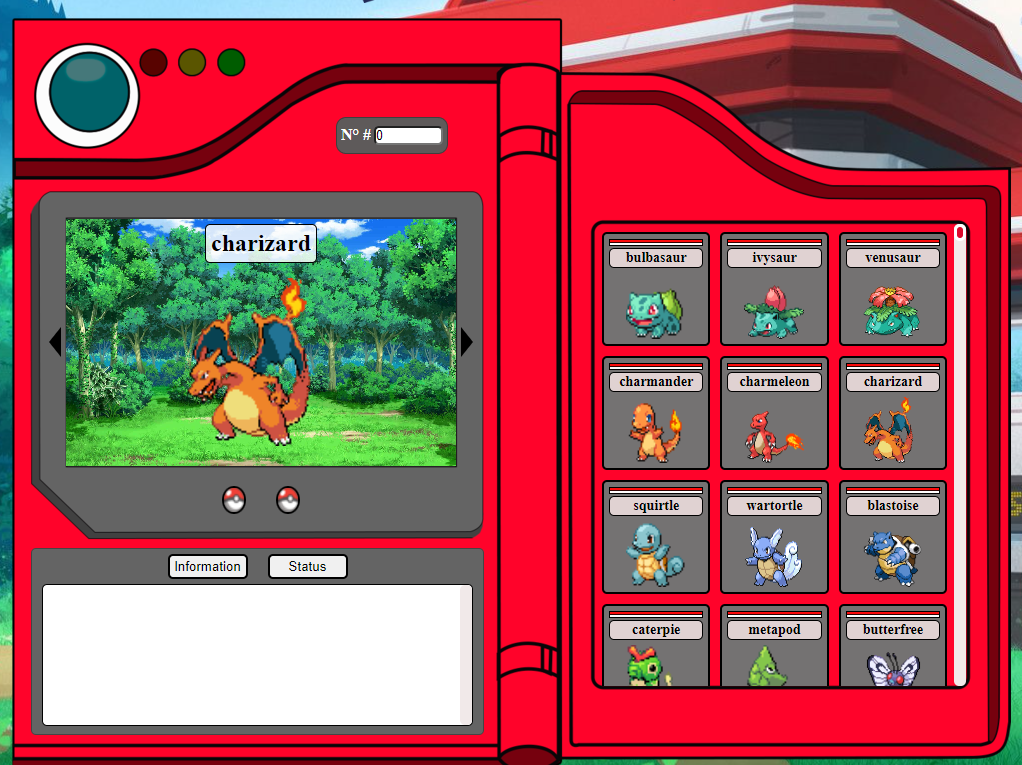 Nº # 0
charizard
Information
Status
bulbasaur
ivysaur
venusaur
charmander
charmeleon
charizard
squirtle
wartortle
blastoise
caterpie
metapod
butterfree